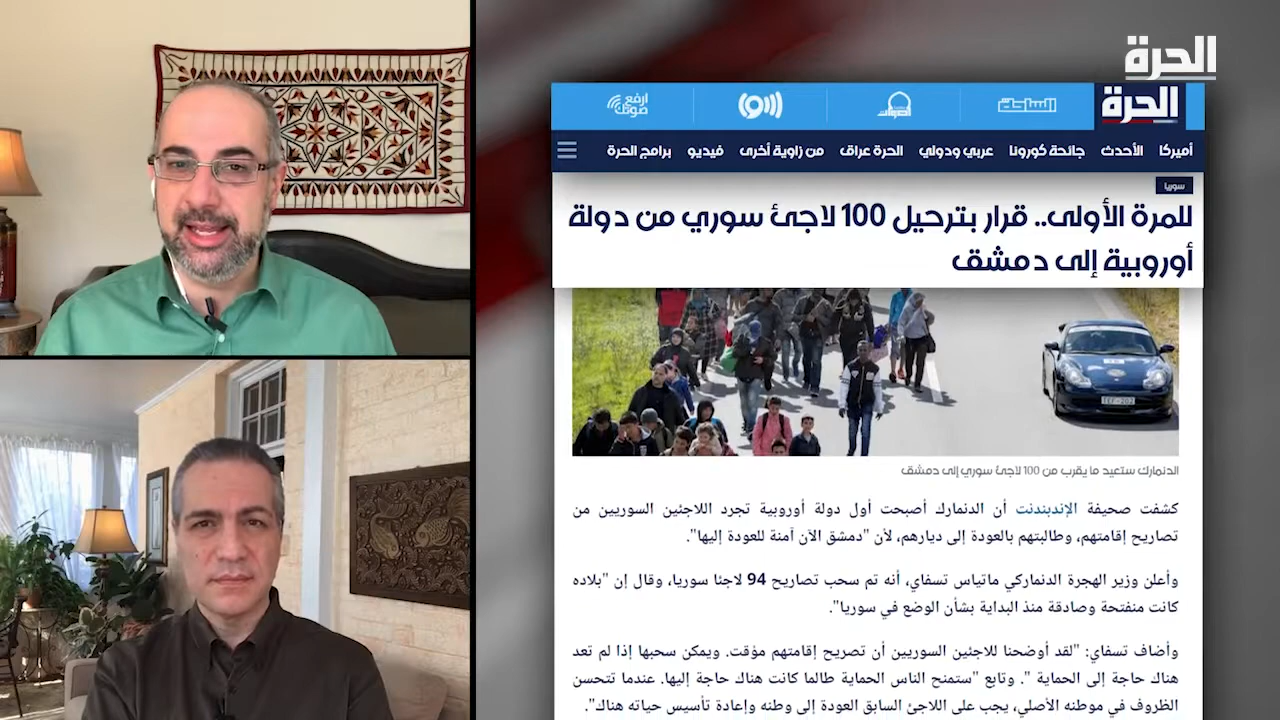 الحرة
ارفع صوتك
أصوات
الساحة
الحرة
أميركا الأحدث جائحة كورونا عربي ودولي الحرة عراق من زاوية أخرى فيديو برامج الحرة
سوريا
للمرة الأولى.. قرار بترحيل 100 لاجئ سوري من دولة
أوروبية إلى دمشق
TEF·202
الدنمارك ستعيد ما يقرب من 100 لاجئ سوري إلى دمشق
كشفت صحيفة الإندبندنت أن الدنمارك أصبحت أول دولة أوروبية تجرد اللاجئين السوريين من
تصاريح إقامتهم، وطالبتهم بالعودة إلى ديارهم، لأن "دمشق الآن آمنة للعودة إليها".
وأعلن وزير الهجرة الدنماركي ماتياس تسفاي، أنه تم سحب تصاريح 94 لاجئا سوريا، وقال إن "بلاده
كانت منفتحة وصادقة منذ البداية بشأن الوضع في سوريا".
وأضاف تسفاي: "لقد أوضحنا للاجئين السوريين أن تصريح إقامتهم مؤقت. ويمكن سحبها إذا لم تعد
هناك حاجة إلى الحماية ". وتابع "ستمنح الناس الحماية طالما كانت هناك حاجة إليها. عندما تتحسن
الظروف في موطنه الأصلي، يجب على اللاجئ السابق العودة إلى وطنه وإعادة تأسيس حياته هناك".